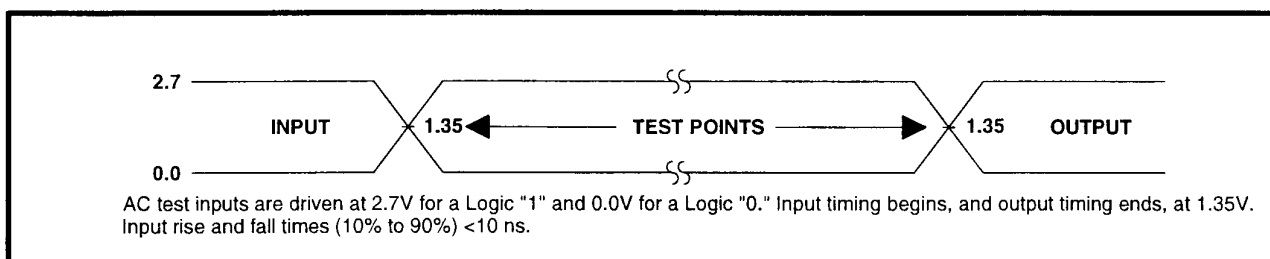 2.7
INPUT 1.35 TEST POINTS 1.35 OUTPUT
0.0
AC test inputs are driven at 2.7V for a Logic "1" and 0.0V for a Logic "0." Input timing begins, and output timing ends, at 1.35V.
Input rise and fall times (10% to 90%) <10 ns.